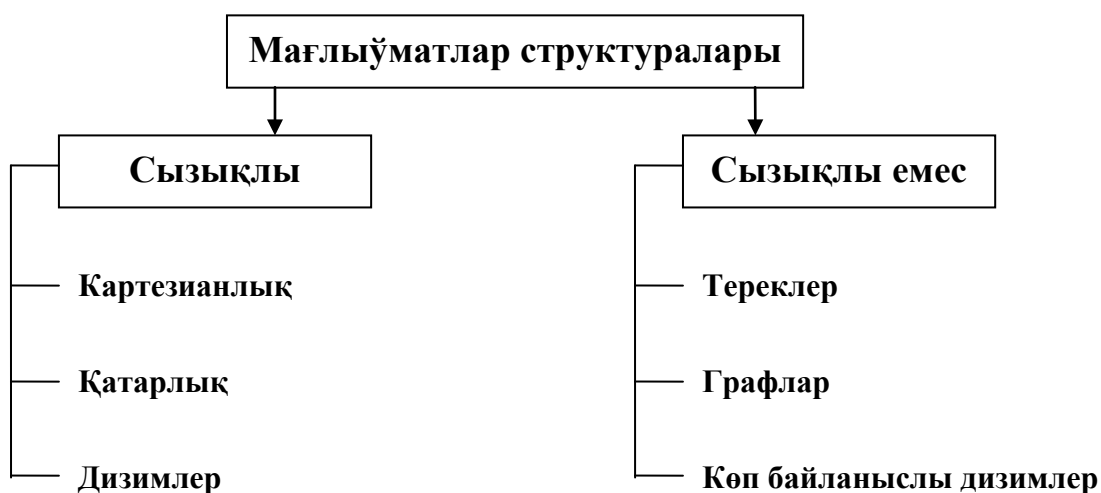 Мағлыўматлар структуралары
Сызықлы
Сызықлы емес
Картезианлық
Тереклер
Қатарлық
Графлар
Дизимлер
Көп байланыслы дизимлер